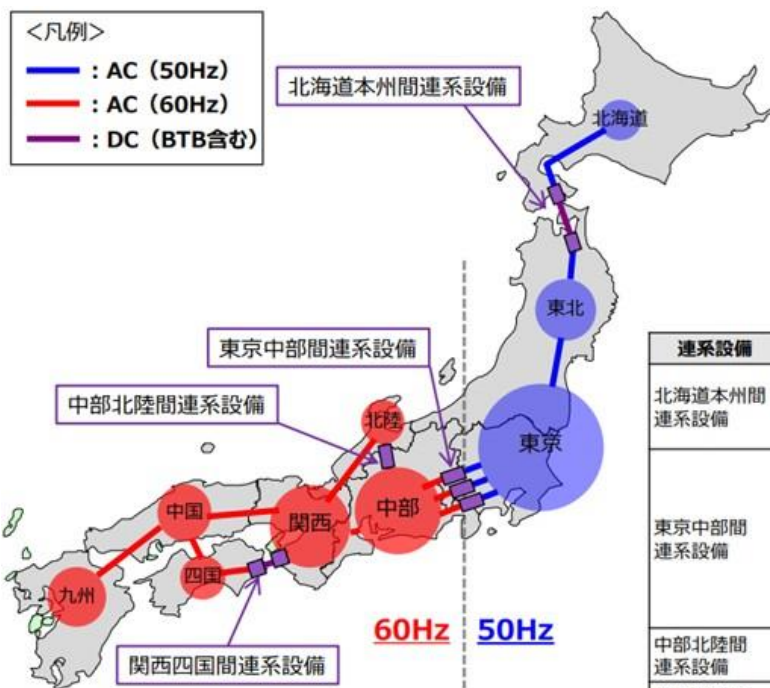 <凡例>
：AC（50Hz）
：AC（60Hz）
：DC（BTB含む）
北海道本州間連系設備
北海道
東北
東京中部間連系設備
中部北陸間連系設備
北陸
東京
中国
関西
中部
九州
四国
60Hz
50Hz
関西四国間連系設備
連系設備
北海道本州間
連系設備
東京中部間
連系設備
中部北陸間
連系設備